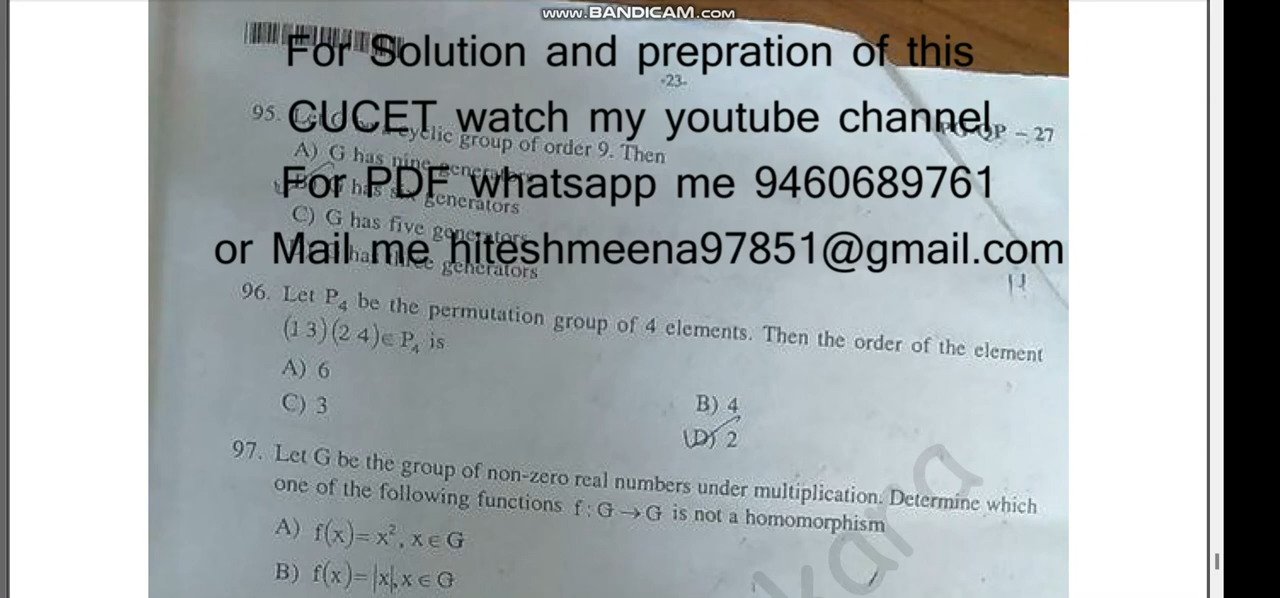 www.BANDICAM.com
For Solution and prepration of this
-23-
CUCET watch my youtube channel
QP – 27
95. cyclic group of order 9. Then
A) G has nine
For PDF whatsapp me 9460689761
generators
C) G has five generators
or Mail me hiteshmeena97851@gmail.com
has three generators
96. Let P₄ be the permutation group of 4 elements. Then the order of the element
(1 3)(2 4)∈ P₄ is
A) 6
B) 4
C) 3
(D) 2
97. Let G be the group of non-zero real numbers under multiplication. Determine which
one of the following functions f : G → G is not a homomorphism
A) f(x)= x², x ∈ G
B) f(x)= |x|, x ∈ G
kara